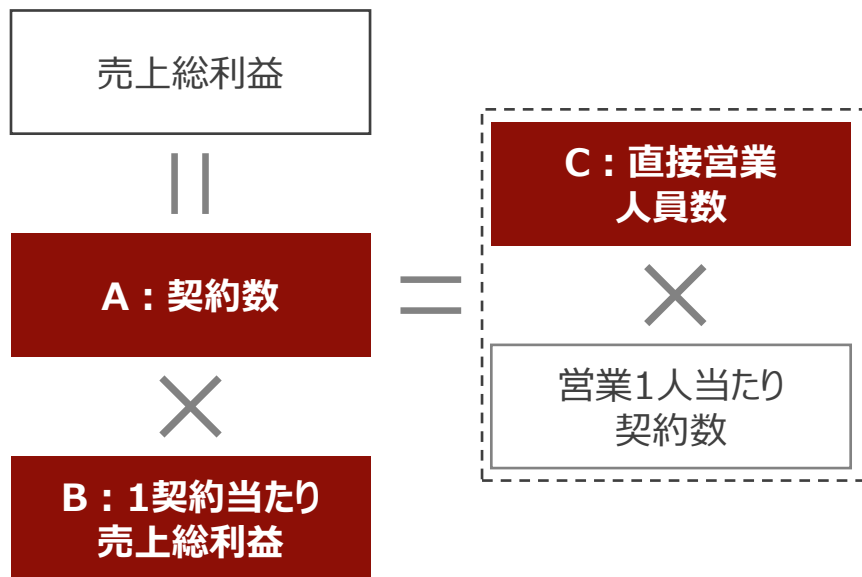 売上総利益
A：契約数
B：1契約当たり
売上総利益
C：直接営業
人員数
営業1人当たり
契約数